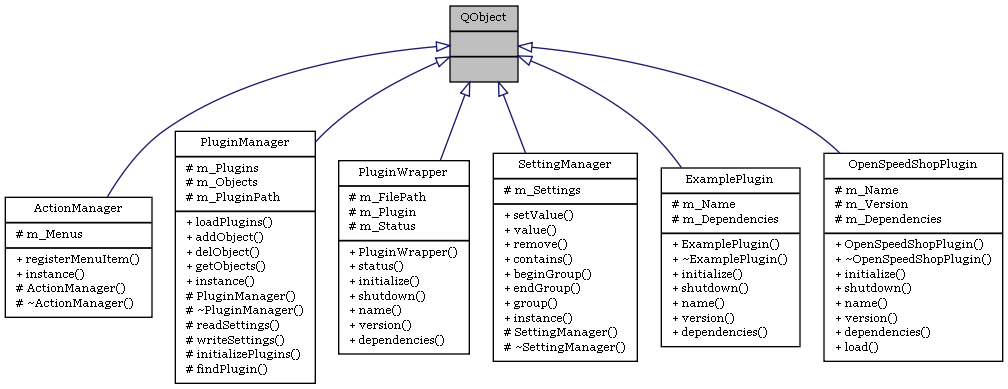 QObject
ActionManager
# m_Menus
+ registerMenuItem()
+ instance()
# ActionManager()
# ~ActionManager()
PluginManager
# m_Plugins
# m_Objects
# m_PluginPath
+ loadPlugins()
+ addObject()
+ delObject()
+ getObjects()
+ instance()
# PluginManager()
# ~PluginManager()
# readSettings()
# writeSettings()
# initializePlugins()
# findPlugin()
PluginWrapper
# m_FilePath
# m_Plugin
# m_Status
+ PluginWrapper()
+ status()
+ initialize()
+ shutdown()
+ name()
+ version()
+ dependencies()
SettingManager
# m_Settings
+ setValue()
+ value()
+ remove()
+ contains()
+ beginGroup()
+ endGroup()
+ group()
+ instance()
# SettingManager()
# ~SettingManager()
ExamplePlugin
# m_Name
# m_Dependencies
+ ExamplePlugin()
+ ~ExamplePlugin()
+ initialize()
+ shutdown()
+ name()
+ version()
+ dependencies()
OpenSpeedShopPlugin
# m_Name
# m_Version
# m_Dependencies
+ OpenSpeedShopPlugin()
+ ~OpenSpeedShopPlugin()
+ initialize()
+ shutdown()
+ name()
+ version()
+ dependencies()
+ load()